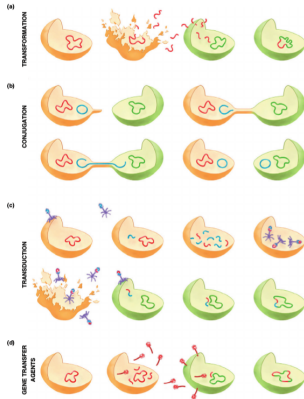 (a)
TRANSFORMATION
(b)
CONJUGATION
(c)
TRANSDUCTION
(d)
GENE TRANSFER
AGENTS